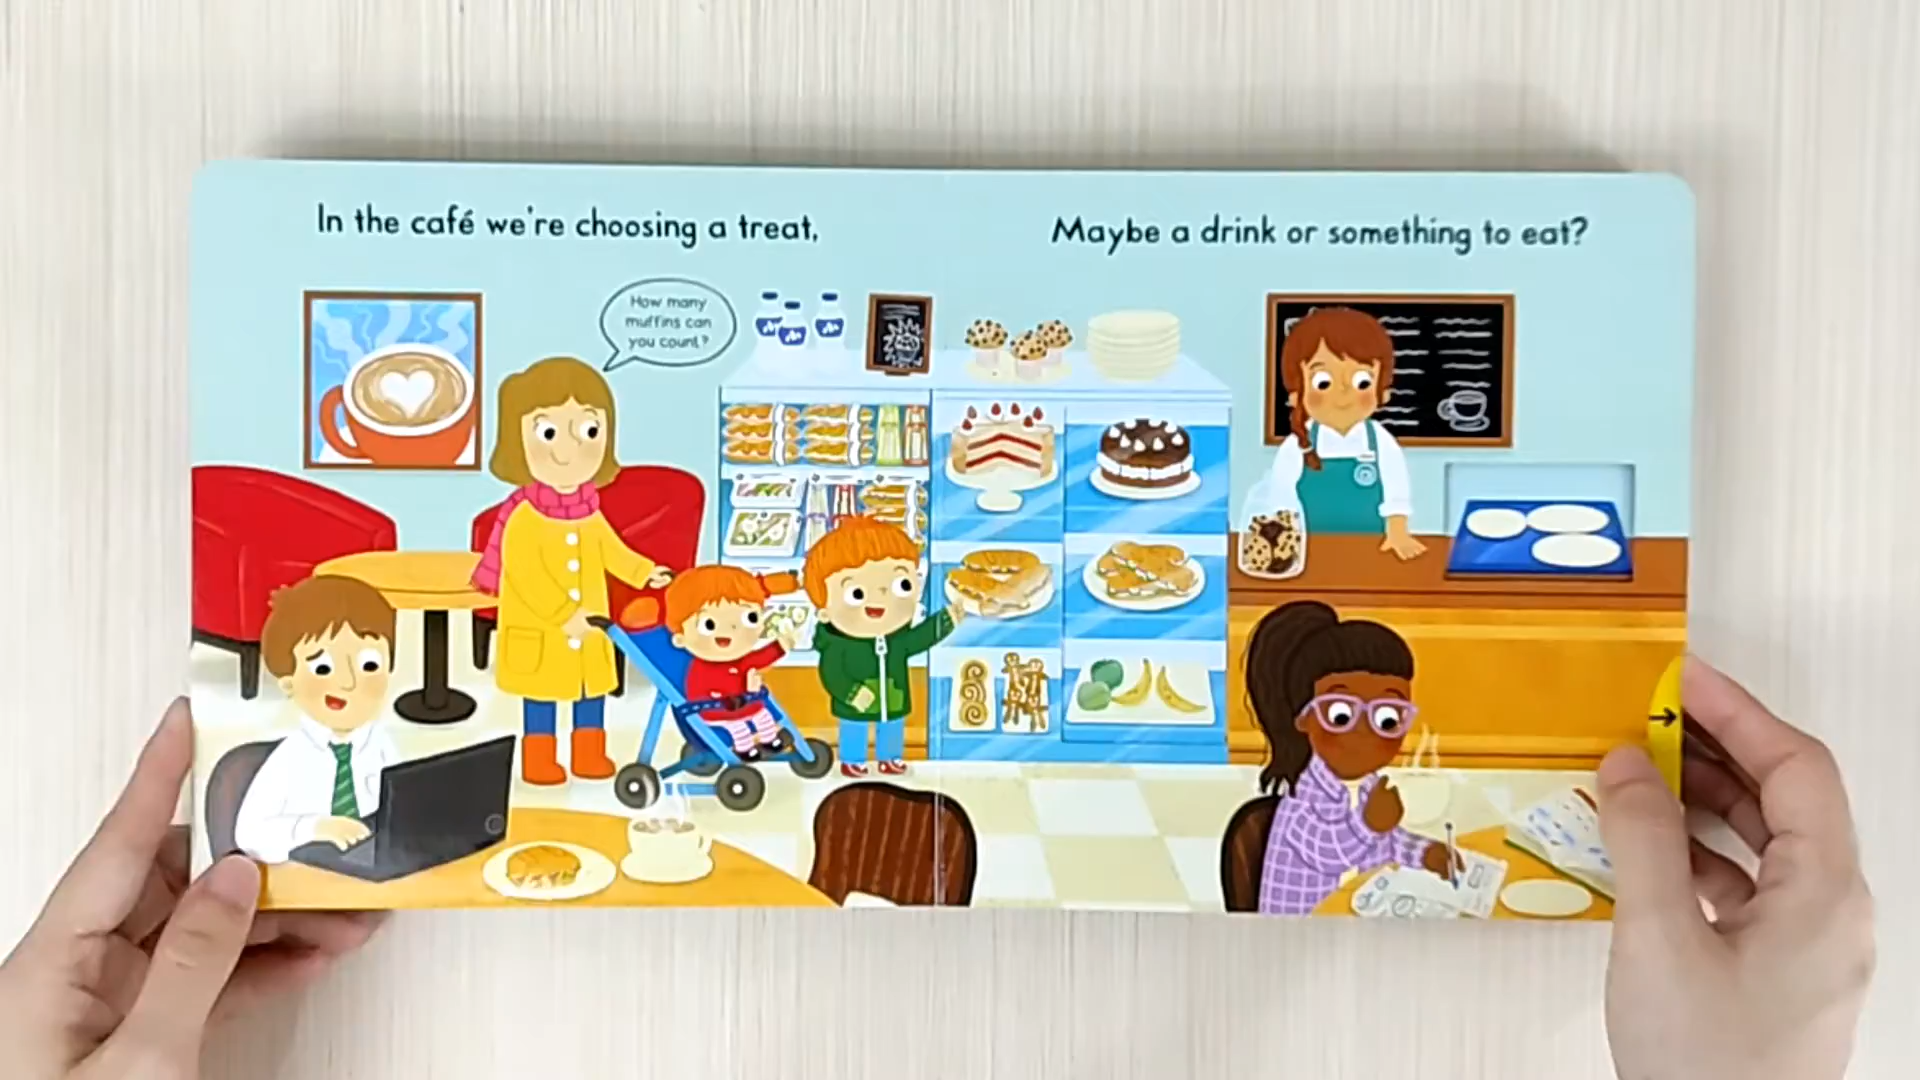 In the café we're choosing a treat,
Maybe a drink or something to eat?
How many
muffins can
you count?